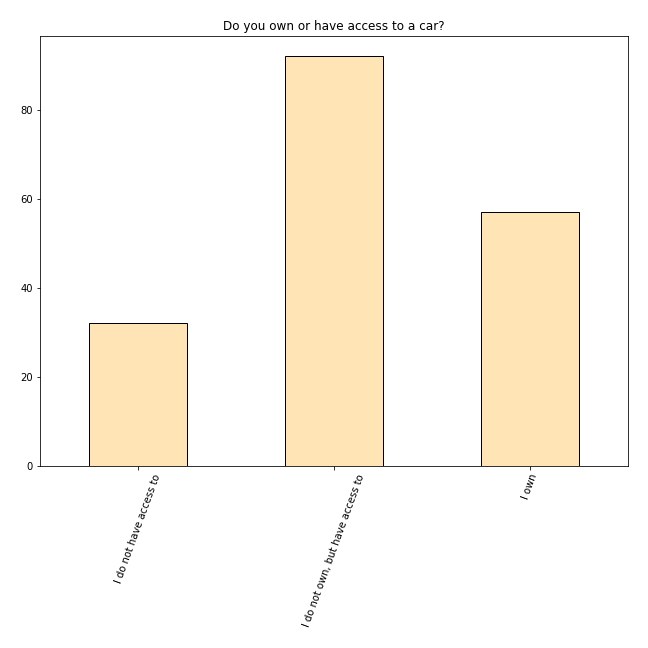 Do you own or have access to a car?
80
60
40
20
0
I do not have access to
I do not own, but have access to
I own